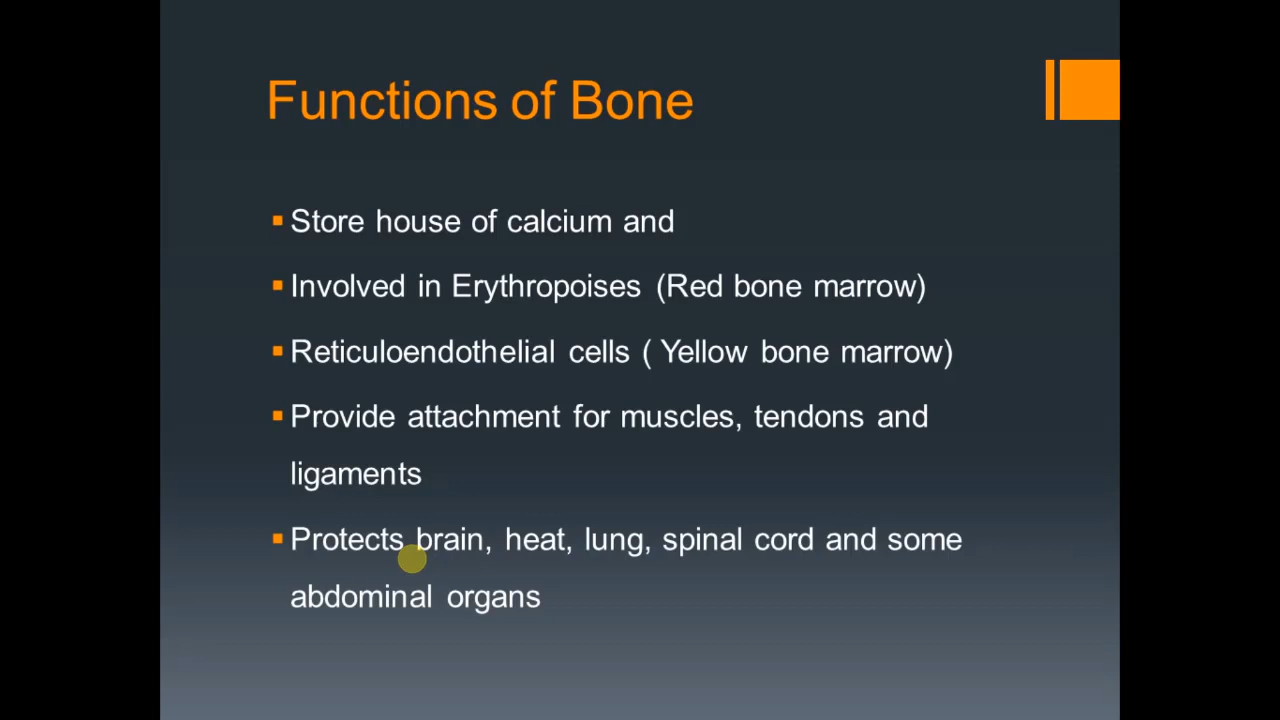 Functions of Bone
Store house of calcium and
Involved in Erythropoises (Red bone marrow)
Reticuloendothelial cells ( Yellow bone marrow)
Provide attachment for muscles, tendons and
ligaments
Protects brain, heat, lung, spinal cord and some
abdominal organs